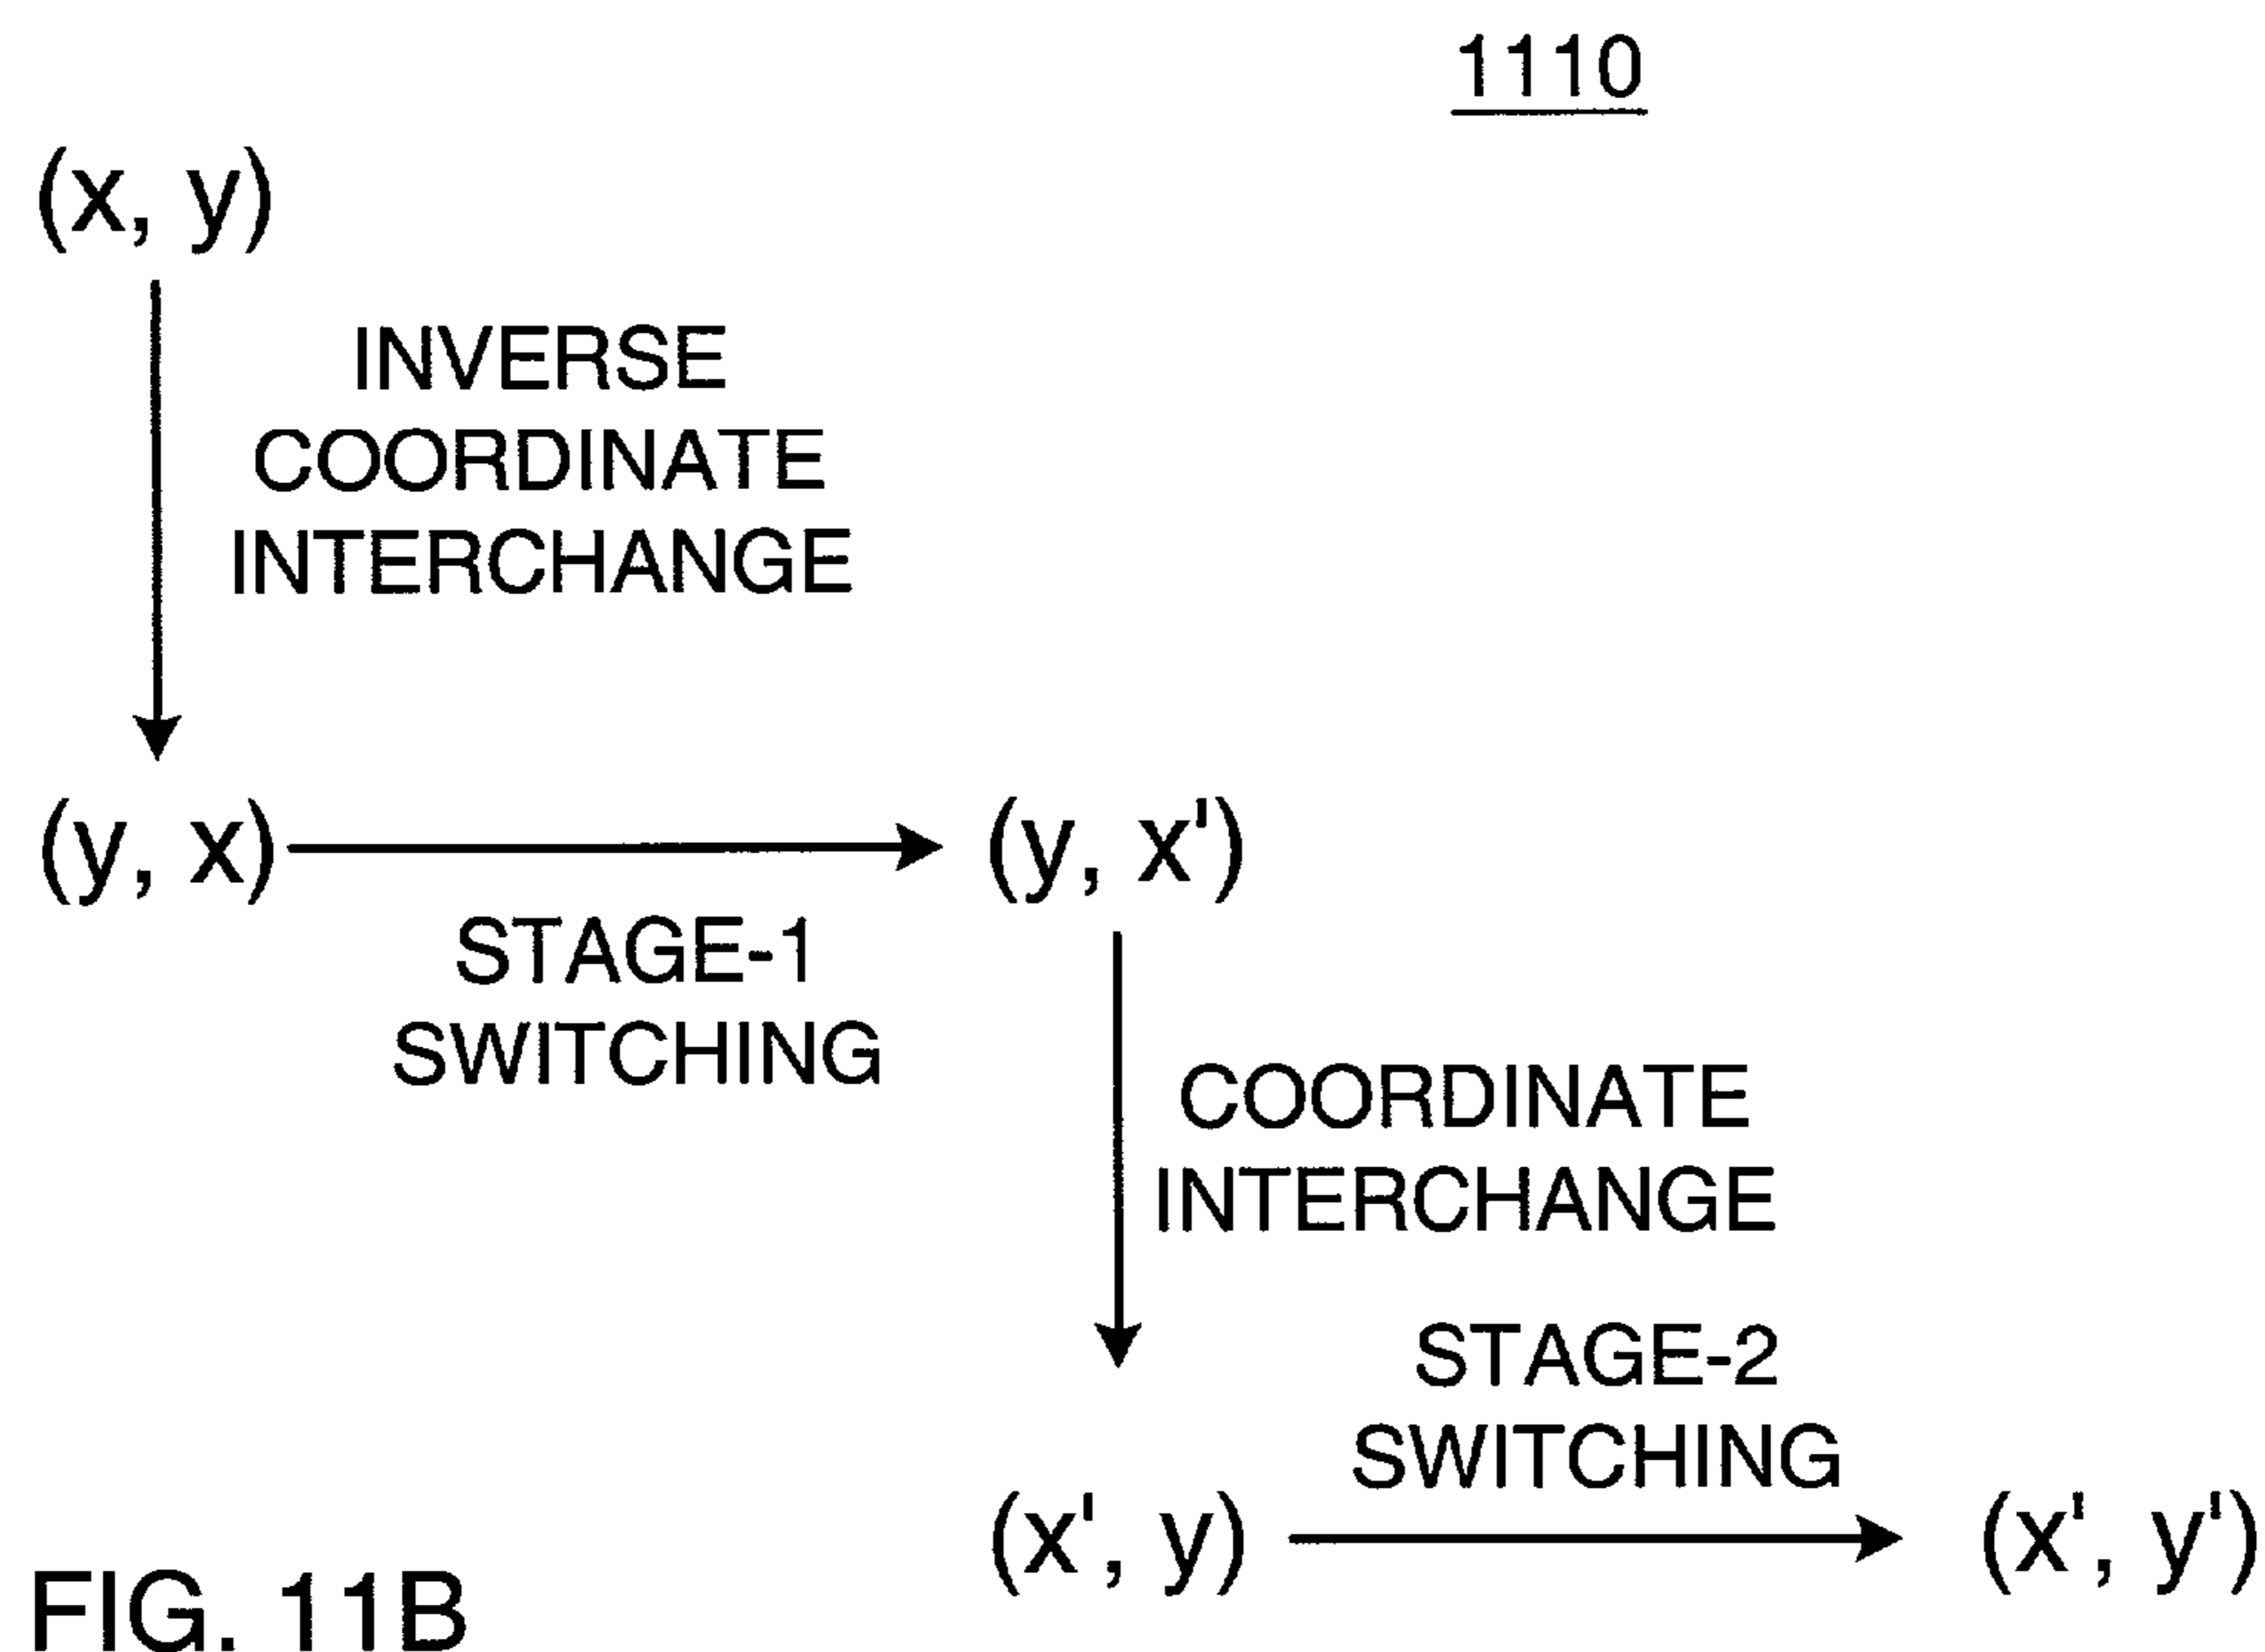 1110
(x, y)
INVERSE
COORDINATE
INTERCHANGE
(y, x)
(y, x')
STAGE-1
SWITCHING
COORDINATE
INTERCHANGE
STAGE-2
SWITCHING
(x', y)
(x', y')
FIG. 11B